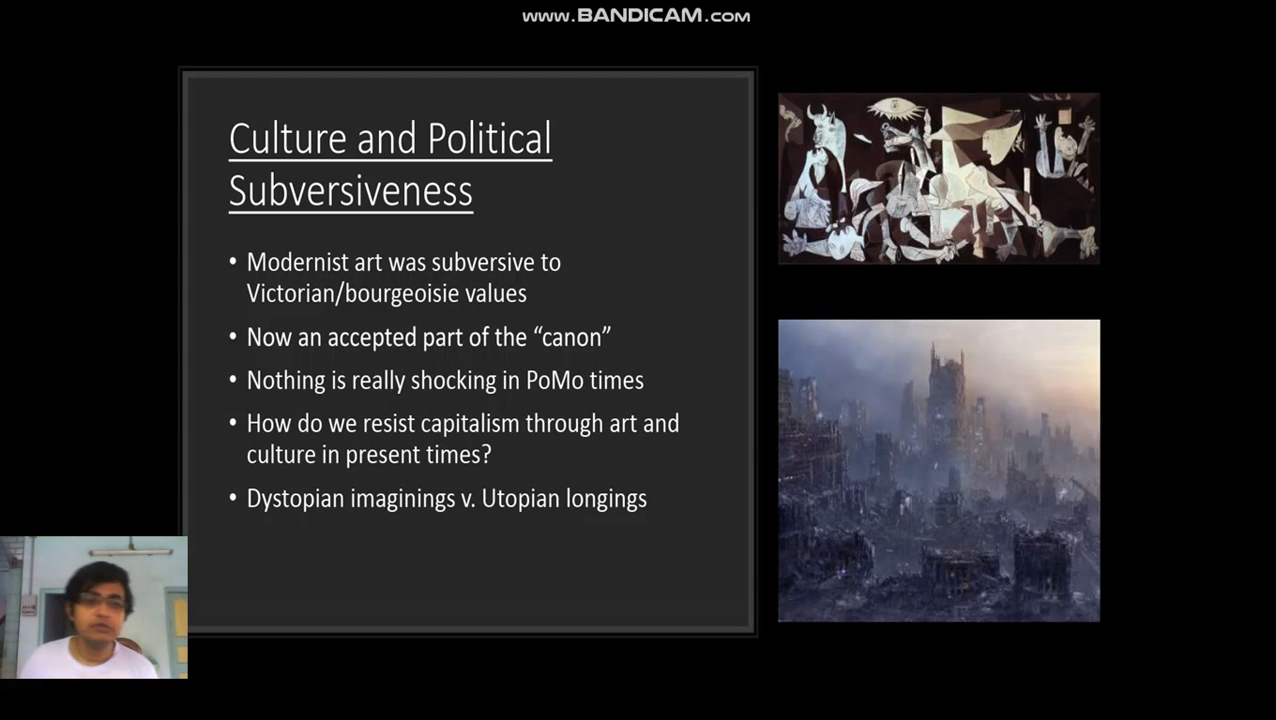 www.BANDICAM.com
Culture and Political
Subversiveness
• Modernist art was subversive to
Victorian/bourgeoisie values
• Now an accepted part of the “canon”
• Nothing is really shocking in PoMo times
• How do we resist capitalism through art and
culture in present times?
• Dystopian imaginings v. Utopian longings